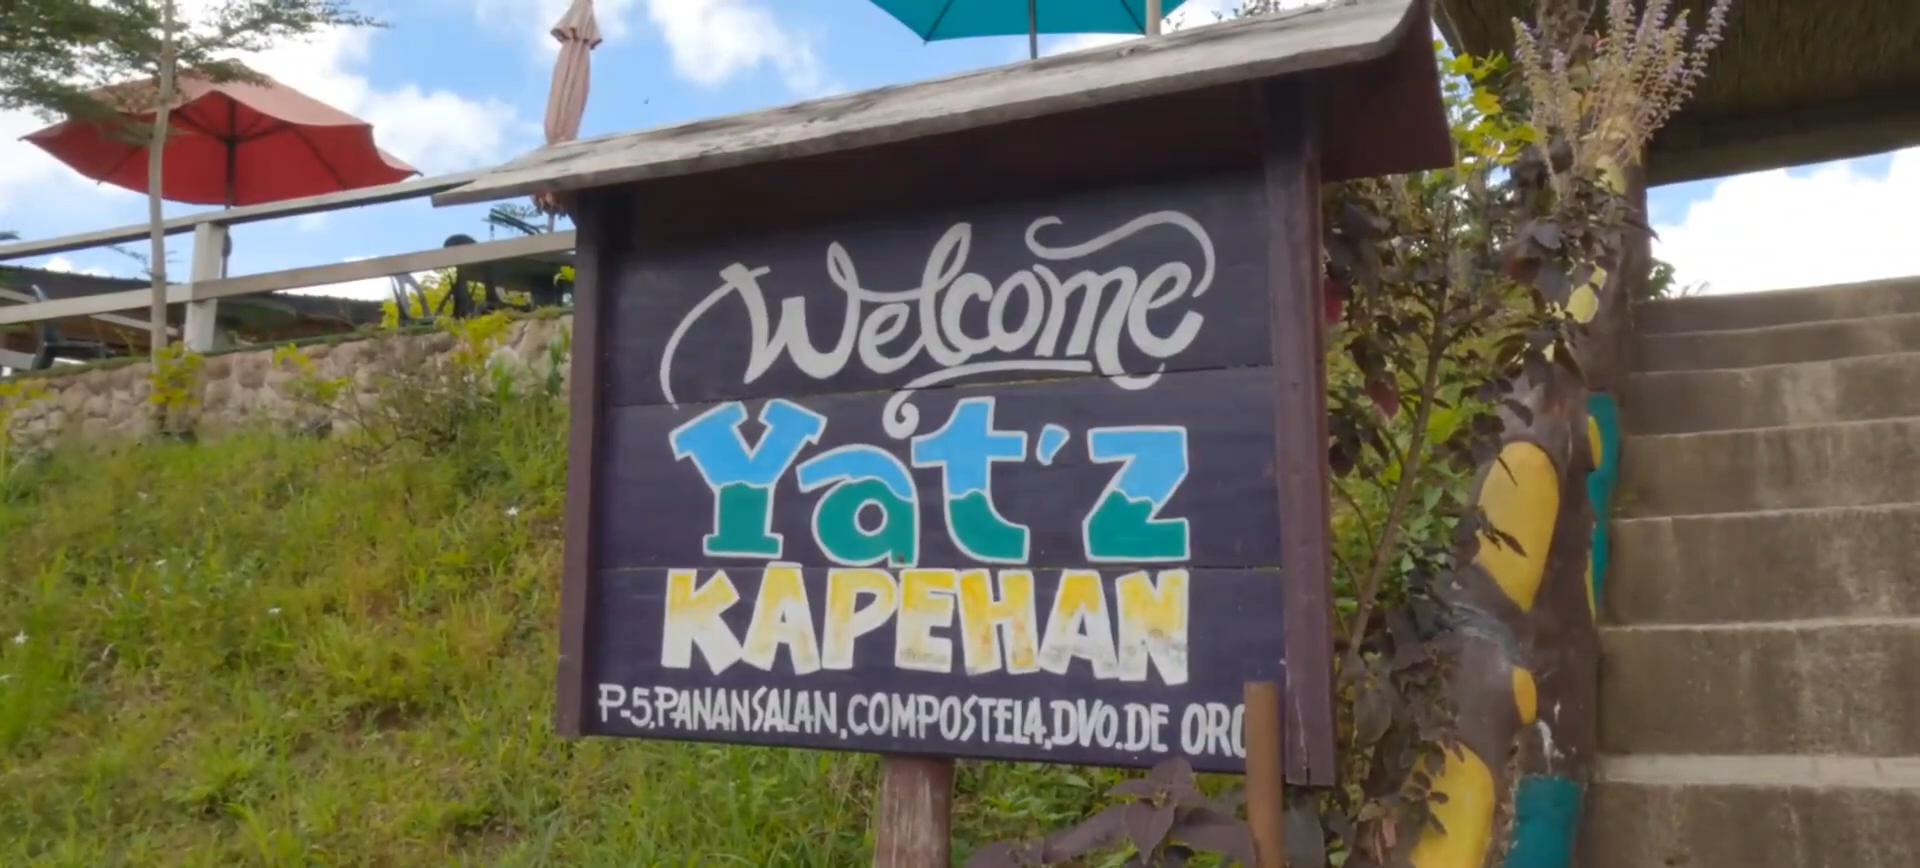 Welcome
Yat'z
KAPEHAN
P-5, PANANSALAN, COMPOSTELA, DVO. DE ORO